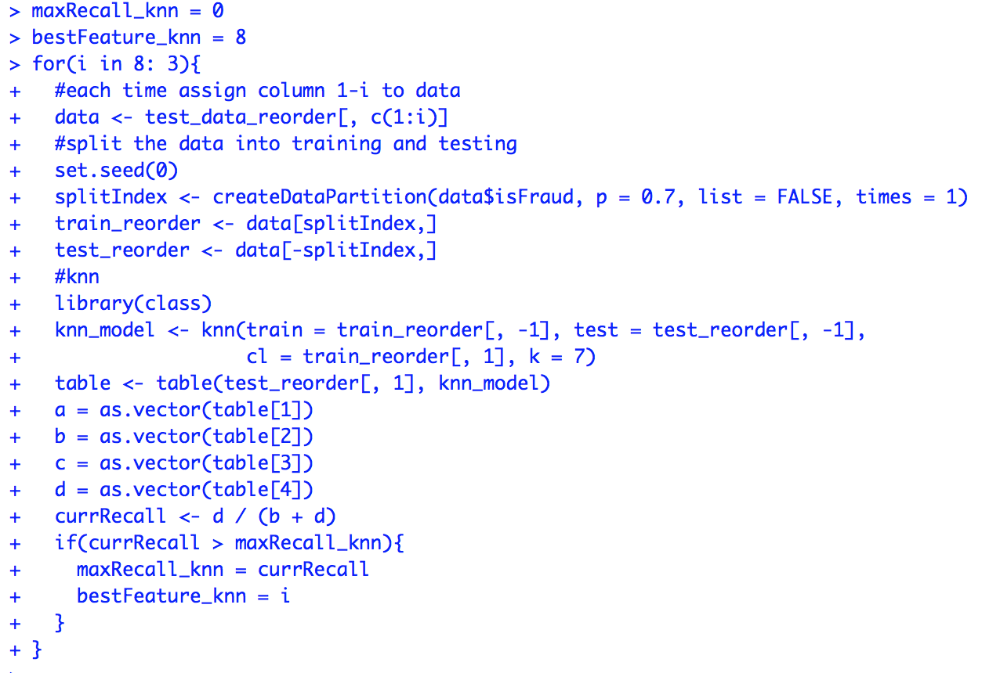 > maxRecall_knn = 0
> bestFeature_knn = 8
> for(i in 8: 3){
+   #each time assign column 1-i to data
+   data <- test_data_reorder[, c(1:i)]
+   #split the data into training and testing
+   set.seed(0)
+   splitIndex <- createDataPartition(data$isFraud, p = 0.7, list = FALSE, times = 1)
+   train_reorder <- data[splitIndex,]
+   test_reorder <- data[-splitIndex,]
+   #knn
+   library(class)
+   knn_model <- knn(train = train_reorder[, -1], test = test_reorder[, -1],
+                    cl = train_reorder[, 1], k = 7)
+   table <- table(test_reorder[, 1], knn_model)
+   a = as.vector(table[1])
+   b = as.vector(table[2])
+   c = as.vector(table[3])
+   d = as.vector(table[4])
+   currRecall <- d / (b + d)
+   if(currRecall > maxRecall_knn){
+     maxRecall_knn = currRecall
+     bestFeature_knn = i
+   }
+ }